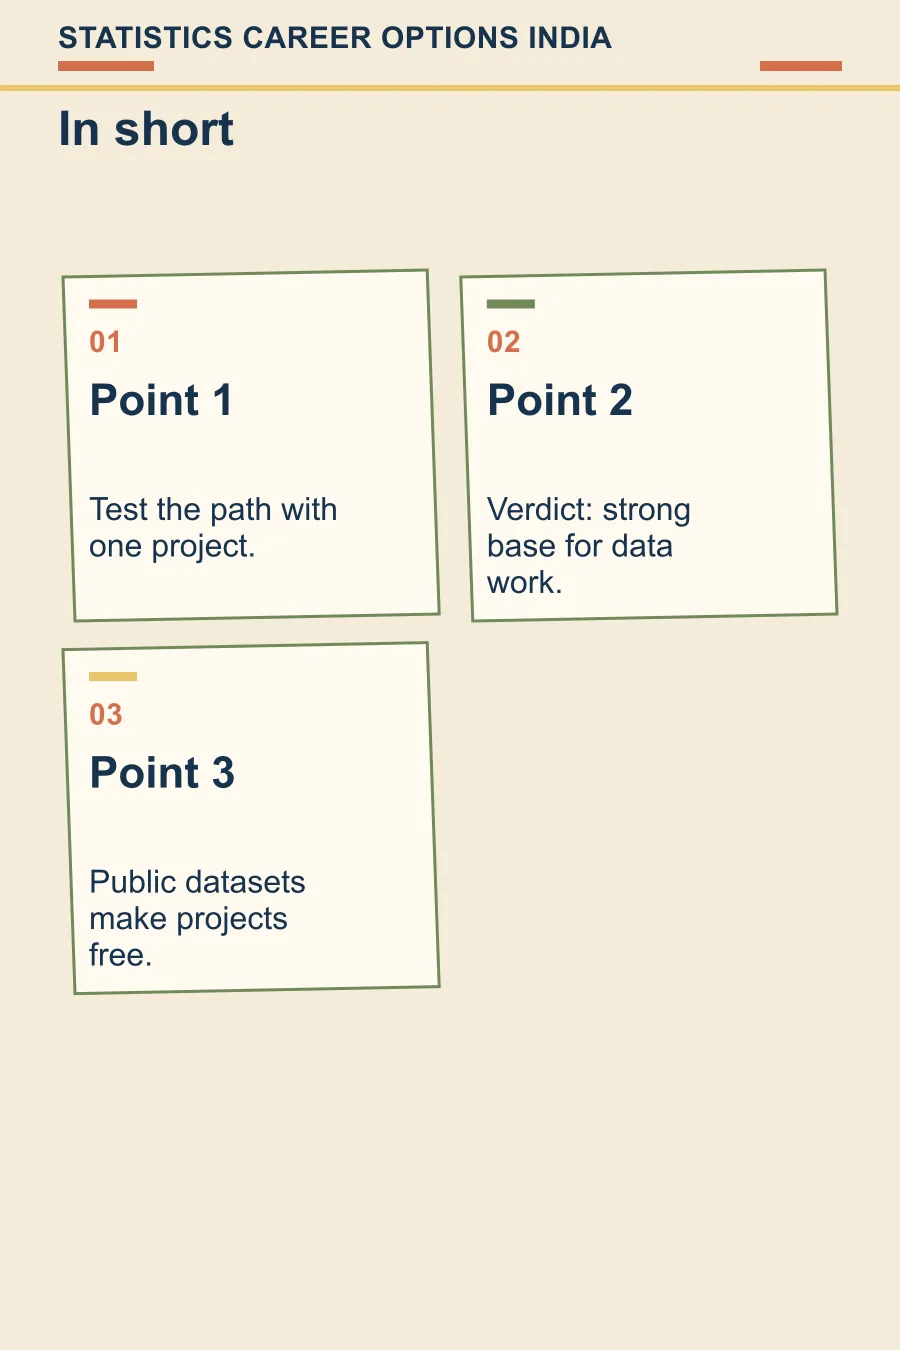 STATISTICS CAREER OPTIONS INDIA
In short
01
Point 1
Test the path with
one project.
02
Point 2
Verdict: strong
base for data
work.
03
Point 3
Public datasets
make projects
free.